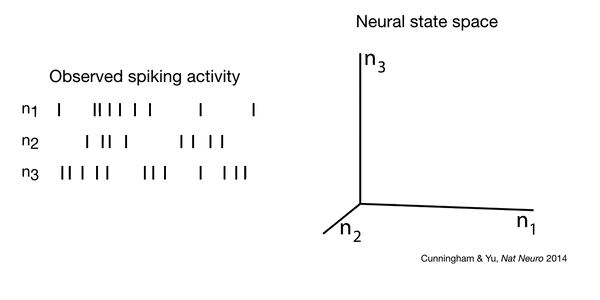 Neural state space
Observed spiking activity
n1
n2
n3
n3
n2
n1
Cunningham & Yu, Nat Neuro 2014